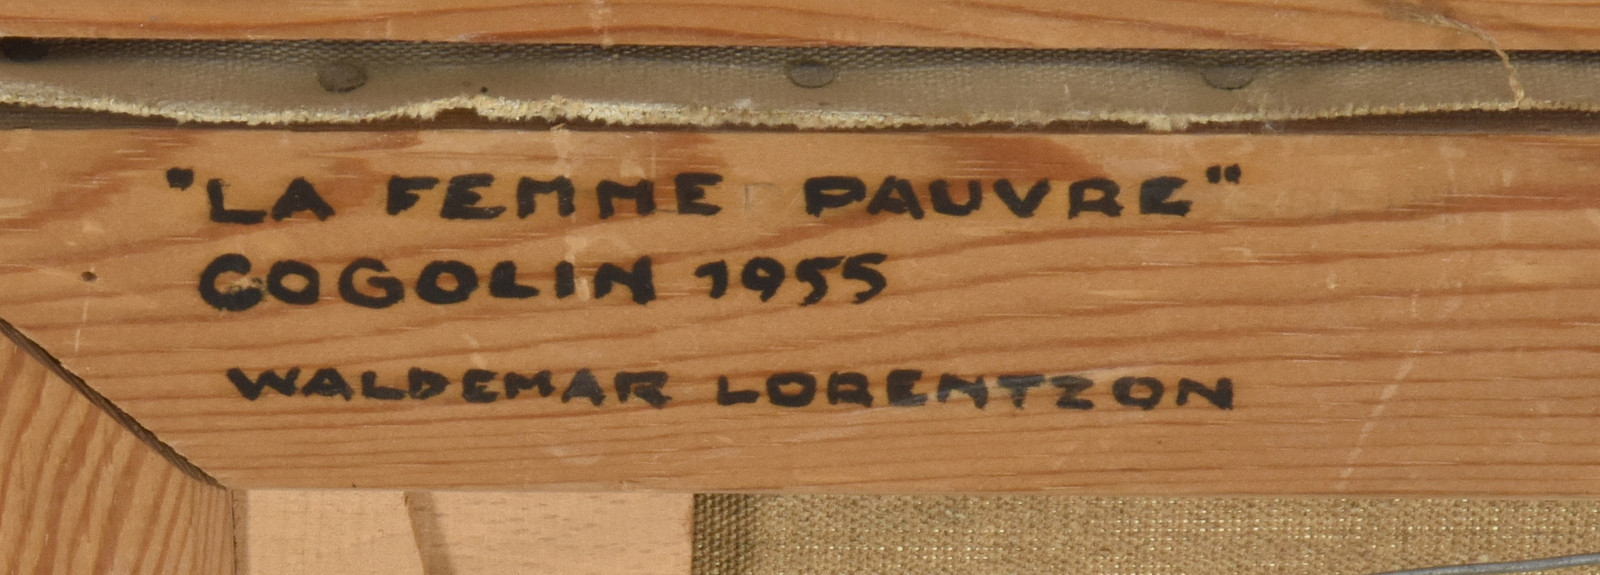 "LA FEMME PAUVRE"
COGOLIN 1955
WALDEMAR LORENTZON